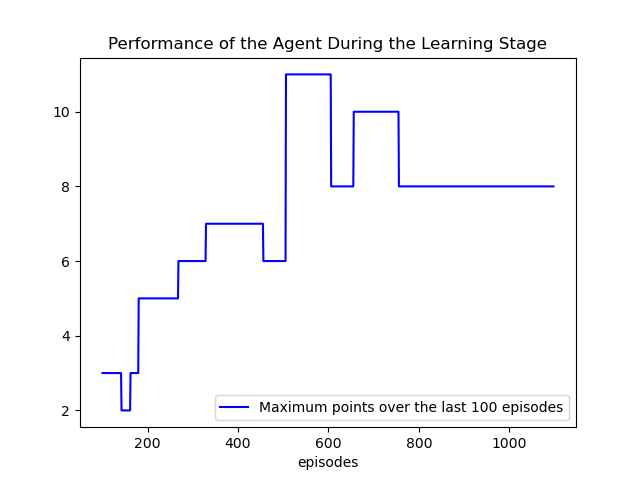 Performance of the Agent During the Learning Stage
10
8
6
4
2
Maximum points over the last 100 episodes
200 400 600 800 1000
episodes